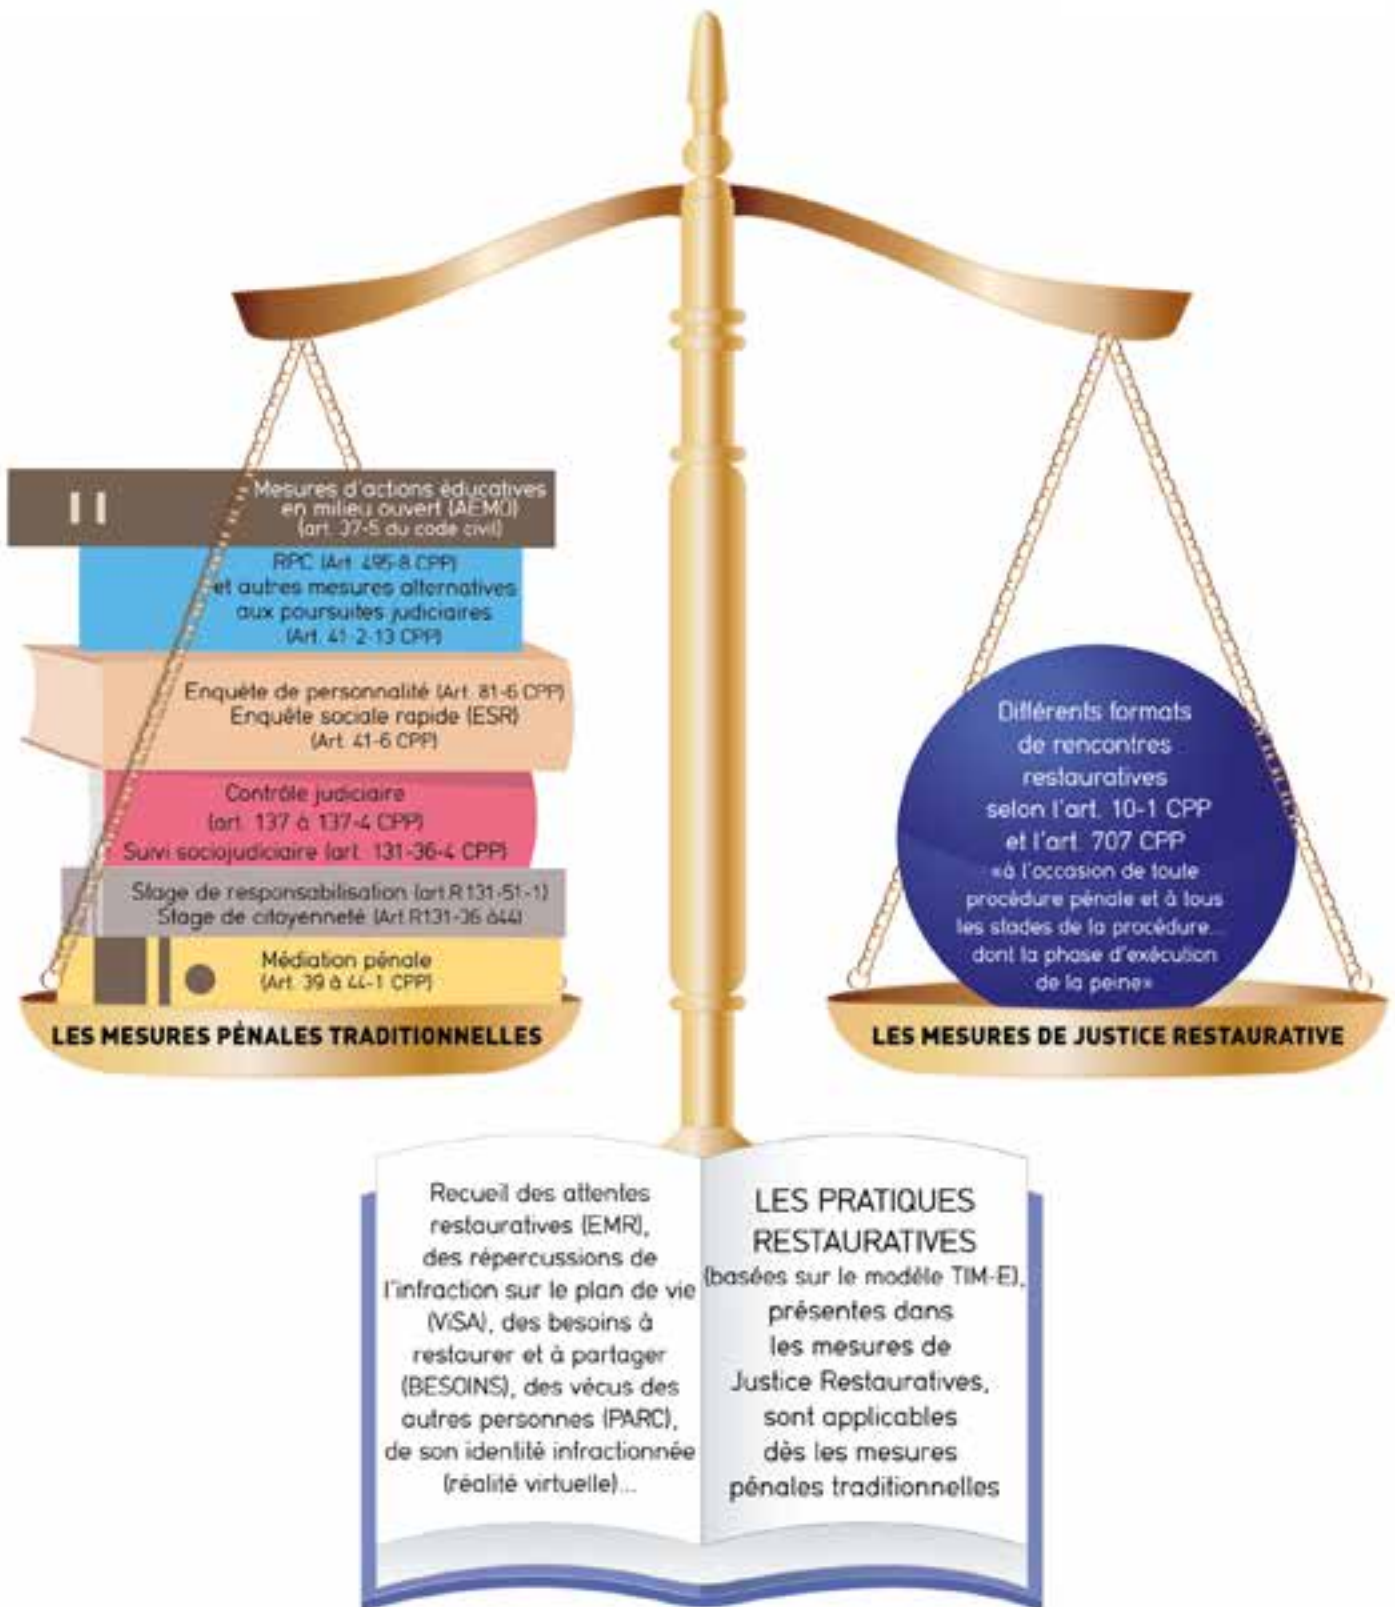 Mesures d'actions éducatives
en milieu ouvert (AEMO)
(art. 37-5 du code civil)
RPC (Art. 495-8 CPP)
et autres mesures alternatives
aux poursuites judiciaires
(Art. 41-2-13 CPP)
Enquête de personnalité (Art. 81-6 CPP)
Enquête sociale rapide (ESR)
(Art. 41-6 CPP)
Contrôle judiciaire
(art. 137 à 137-4 CPP)
Suivi sociojudiciaire (art. 131-36-4 CPP)
Stage de responsabilisation (art.R131-51-1)
Stage de citoyenneté (Art.R131-36 à44)
Médiation pénale
(Art. 39 à 44-1 CPP)
LES MESURES PÉNALES TRADITIONNELLES
Différents formats
de rencontres
restauratives
selon l'art. 10-1 CPP
et l'art. 707 CPP
«à l'occasion de toute
procédure pénale et à tous
les stades de la procédure...
dont la phase d'exécution
de la peine»
LES MESURES DE JUSTICE RESTAURATIVE
Recueil des attentes
restauratives (EMR),
des répercussions de
l'infraction sur le plan de vie
(ViSA), des besoins à
restaurer et à partager
(BESOINS), des vécus des
autres personnes (PARC),
de son identité infractionnée
(réalité virtuelle)...
LES PRATIQUES
RESTAURATIVES
(basées sur le modèle TIM-E),
présentes dans
les mesures de
Justice Restauratives,
sont applicables
dès les mesures
pénales traditionnelles